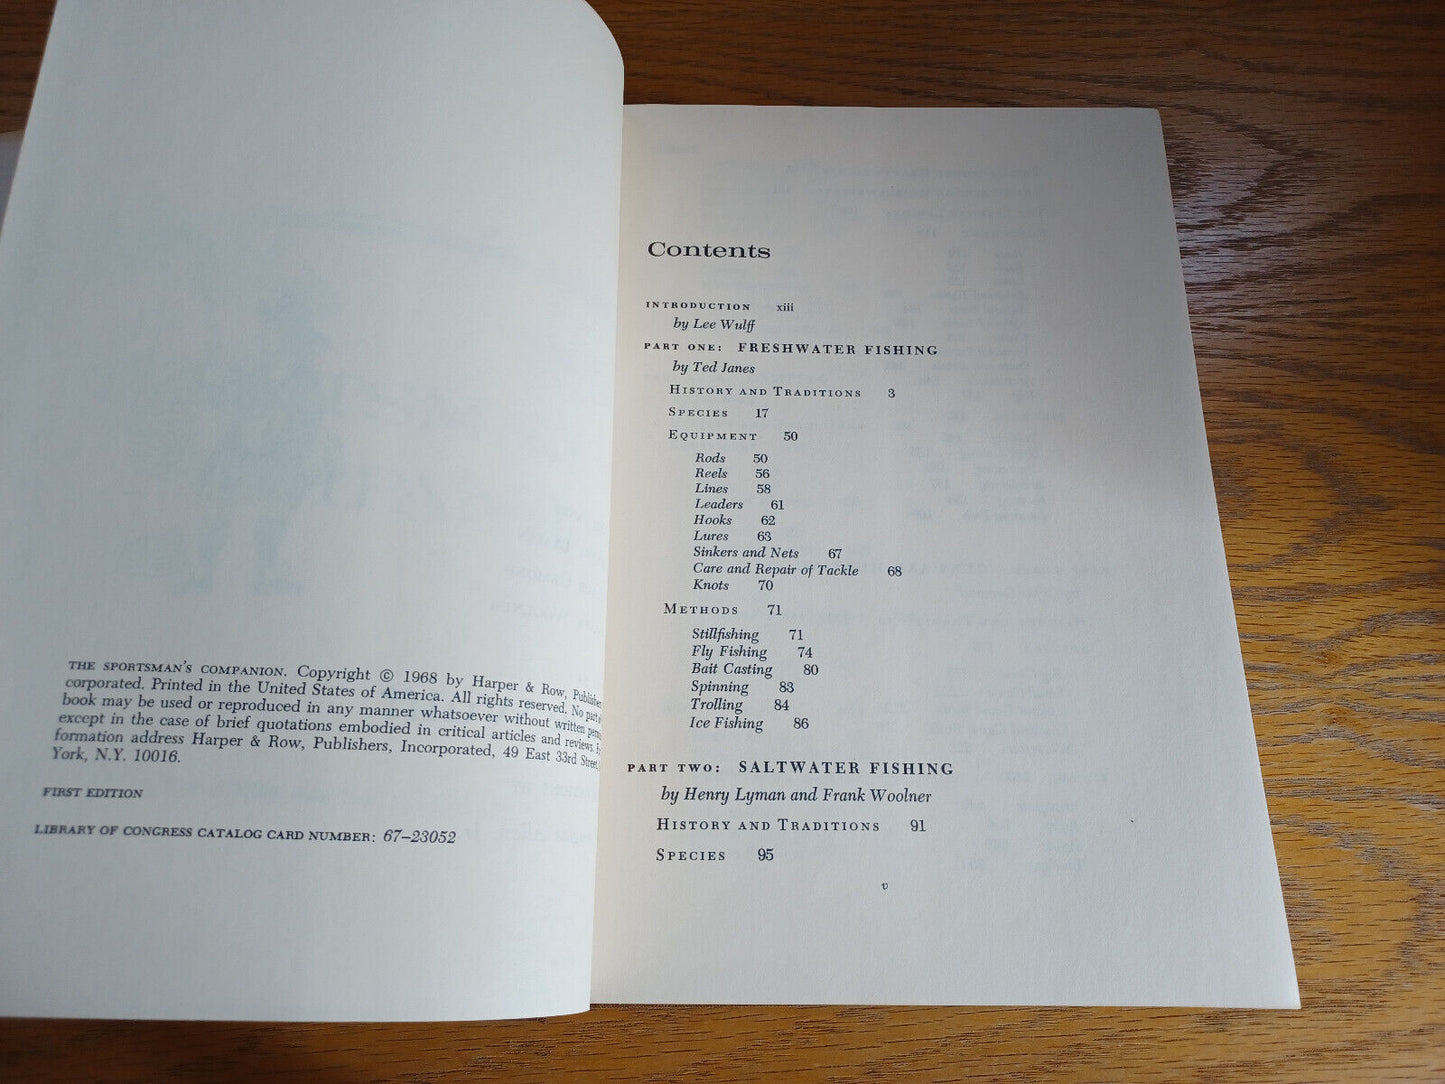 THE SPORTSMAN'S COMPANION. Copyright © 1968 by Harper & Row, Publishers
corporated. Printed in the United States of America. All rights reserved. No part
book may be used or reproduced in any manner whatsoever without written
except in the case of brief quotations embodied in critical articles and reviews.
formation address Harper & Row, Publishers, Incorporated, 49 East 33rd Street,
York, N.Y. 10016.
FIRST EDITION
LIBRARY OF CONGRESS CATALOG CARD NUMBER: 67-23052
Contents
INTRODUCTION xiii
by Lee Wulff
PART ONE: FRESHWATER FISHING
by Ted Janes
HISTORY AND TRADITIONS 3
SPECIES 17
EQUIPMENT 50
Rods 50
Reels 56
Lines 58
Leaders 61
Hooks 62
Lures 63
Sinkers and Nets 67
Care and Repair of Tackle 68
Knots 70
METHODS 71
Stillfishing 71
Fly Fishing 74
Bait Casting 80
Spinning 83
Trolling 84
Ice Fishing 86
PART TWO: SALTWATER FISHING
by Henry Lyman and Frank Woolner
HISTORY AND TRADITIONS 91
SPECIES 95
v